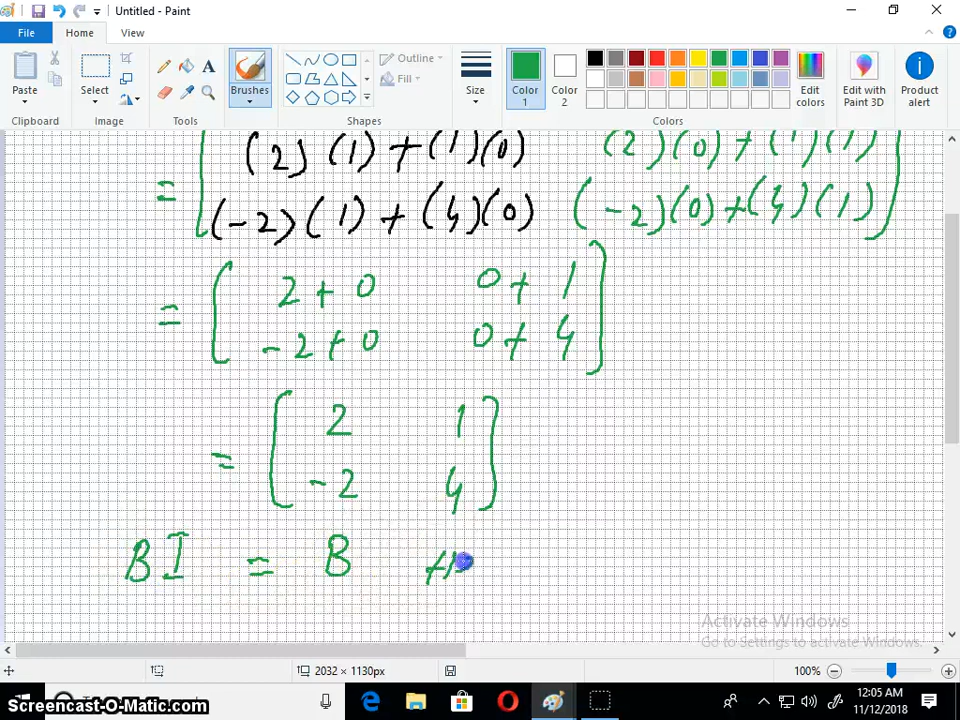 Untitled - Paint
File Home View
Paste Select Brushes Outline Fill Size Color 1 Color 2 Edit colors Edit with Paint 3D Product alert
Clipboard Image Tools Shapes Colors
(2)(1)+(1)(0) (2)(0)+(1)(1)
= (-2)(1)+(4)(0) (-2)(0)+(4)(1)
2+0 0+1
= -2+0 0+4
2 1
= -2 4
BI = B
Activate Windows
Go to Settings to activate Windows.
2032 × 1130px 100%
Screencast-O-Matic.com
12:05 AM
11/12/2018